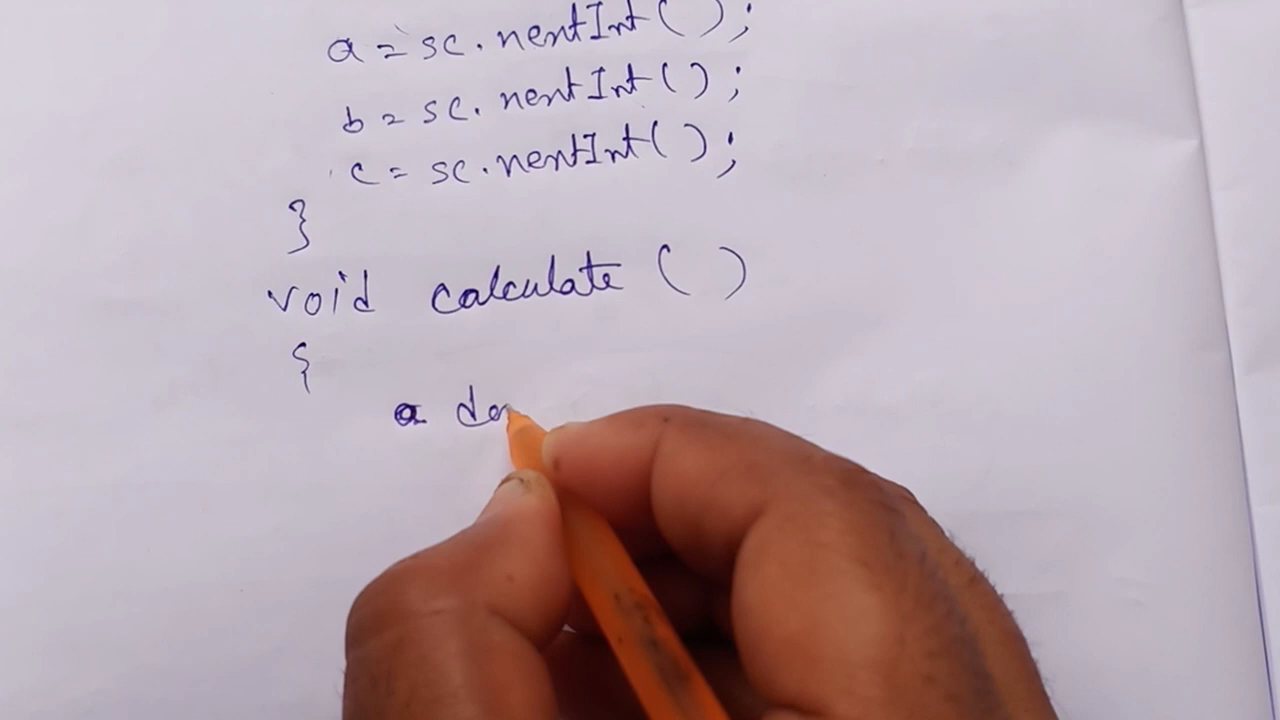 a = sc.nextInt();
b = sc.nextInt();
c = sc.nextInt();
}
void calculate()
{